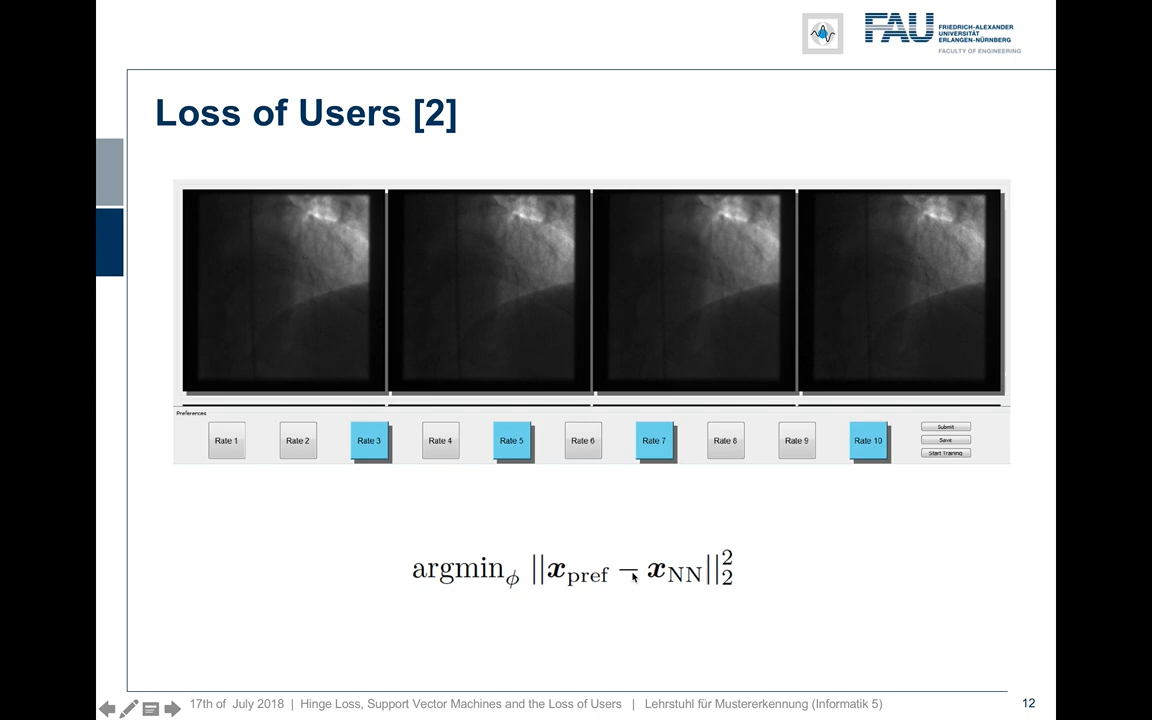 FAU
FRIEDRICH-ALEXANDER
UNIVERSITÄT
ERLANGEN-NÜRNBERG
FACULTY OF ENGINEERING
Loss of Users [2]
Preferences
Rate 1 Rate 2 Rate 3 Rate 4 Rate 5 Rate 6 Rate 7 Rate 8 Rate 9 Rate 10
Submit
Save
Start Training
argmin_ϕ ||x_pref − x_NN||_2^2
17th of July 2018 | Hinge Loss, Support Vector Machines and the Loss of Users | Lehrstuhl für Mustererkennung (Informatik 5) 12